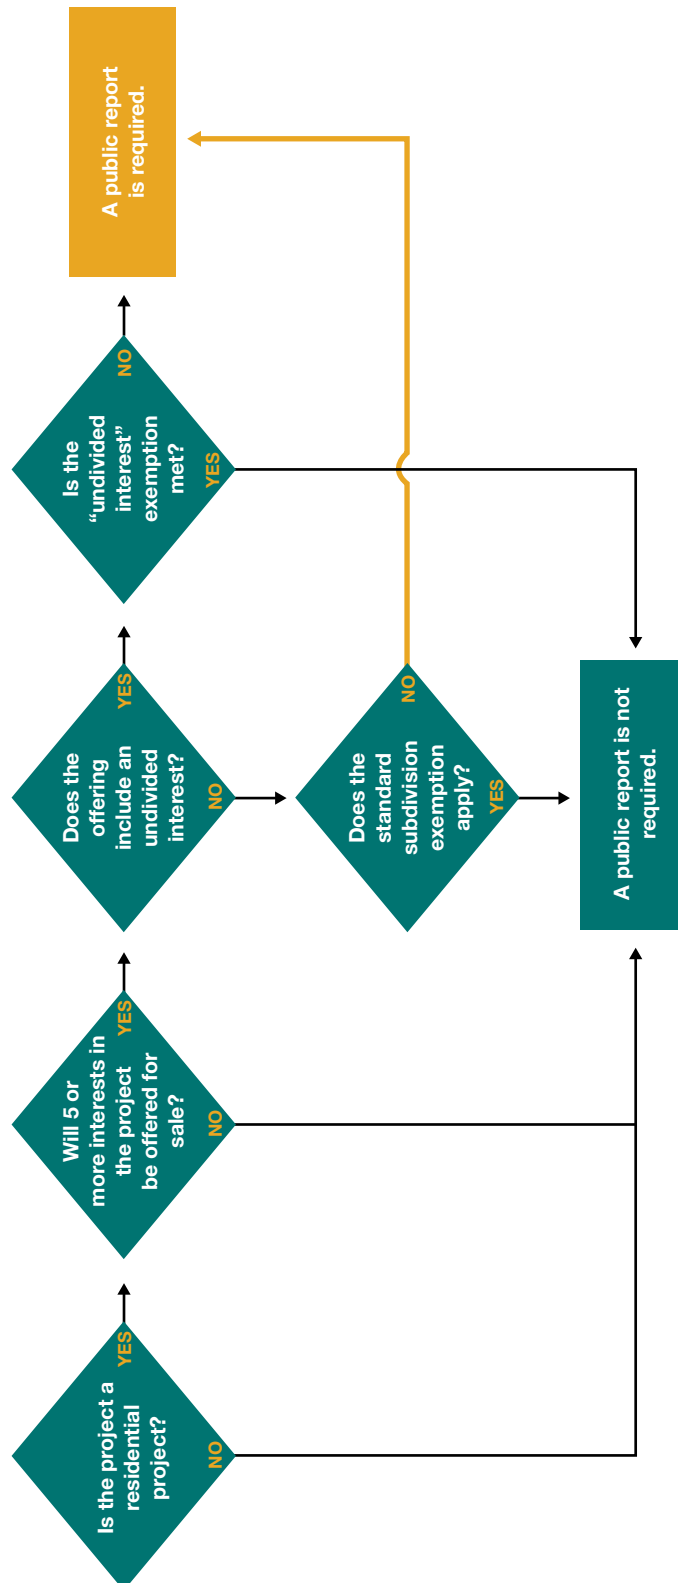 Is the project a
residential
project?
YES
NO
Will 5 or
more interests in
the project
be offered for
sale?
YES
NO
Does the
offering
include an
undivided
interest?
YES
NO
Is the
“undivided
interest”
exemption
met?
NO
YES
A public report
is required.
Does the
standard
subdivision
exemption
apply?
NO
YES
A public report is not
required.